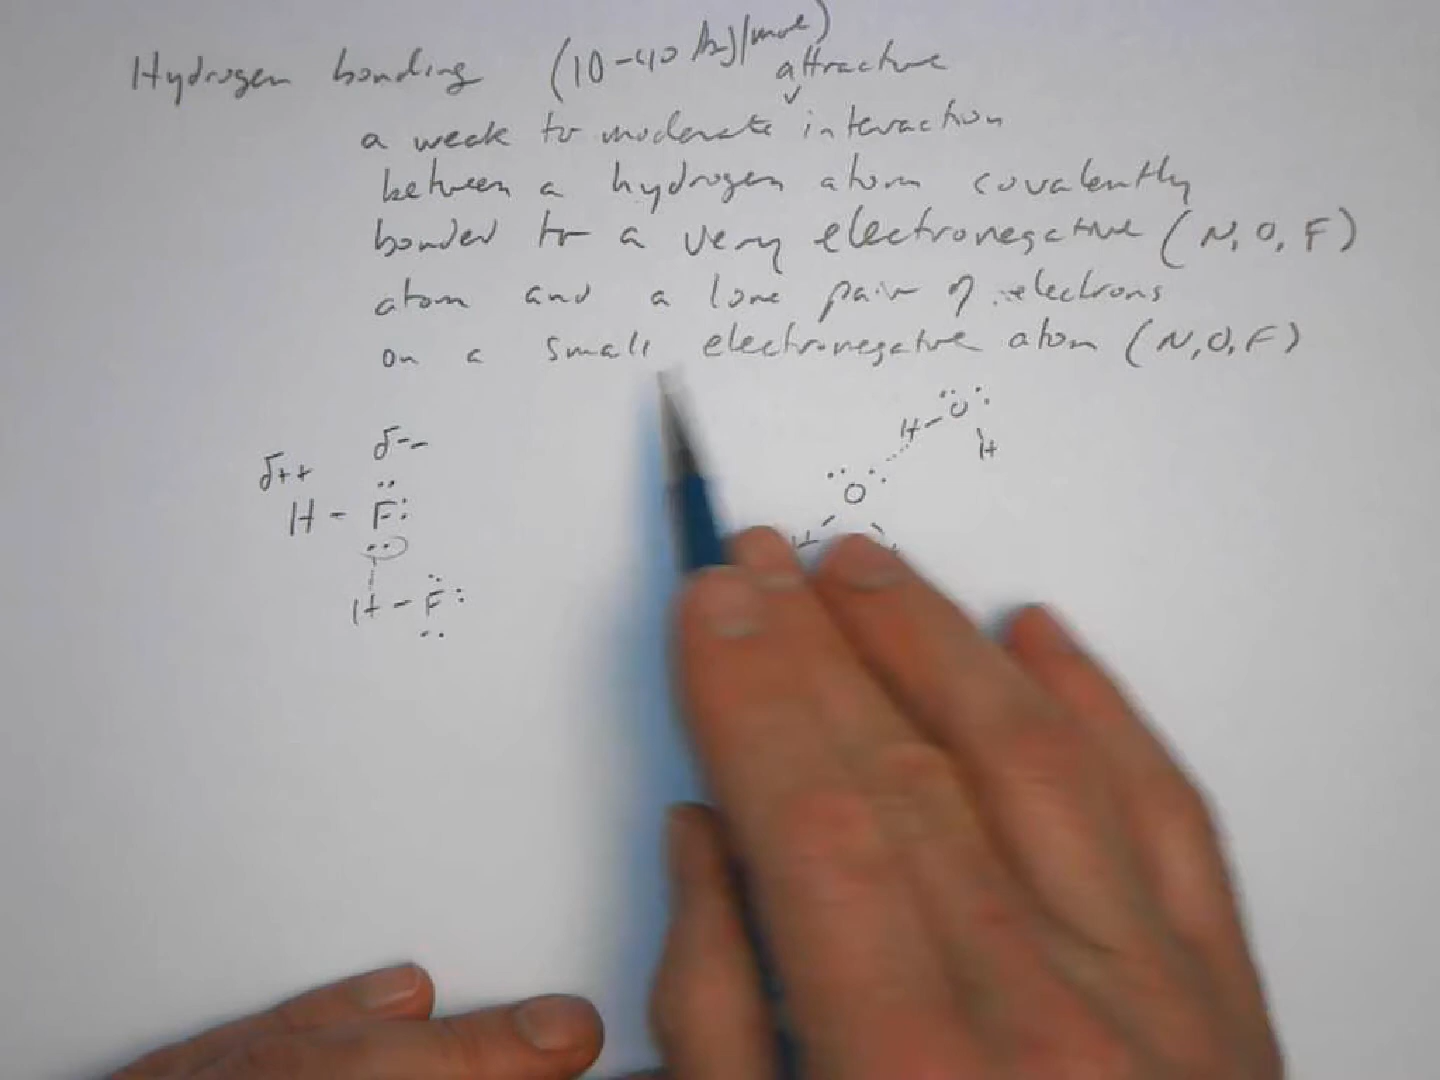 Hydrogen bonding (10-40 kJ/mole)
attractive
a weak to moderate interaction
between a hydrogen atom covalently
bonded to a very electronegative (N, O, F)
atom and a lone pair of electrons
on a small electronegative atom (N, O, F)
δ++ δ--
H - F
H - F
H - O
H
O
H